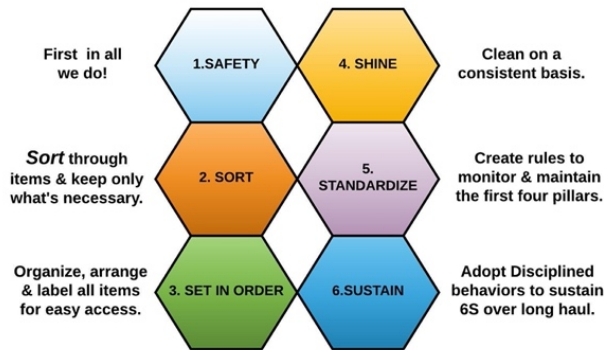 First in all
we do!
1.SAFETY
4. SHINE
Clean on a
consistent basis.
Sort through
items & keep only
what's necessary.
2. SORT
5.
STANDARDIZE
Create rules to
monitor & maintain
the first four pillars.
Organize, arrange
& label all items
for easy access.
3. SET IN ORDER
6.SUSTAIN
Adopt Disciplined
behaviors to sustain
6S over long haul.